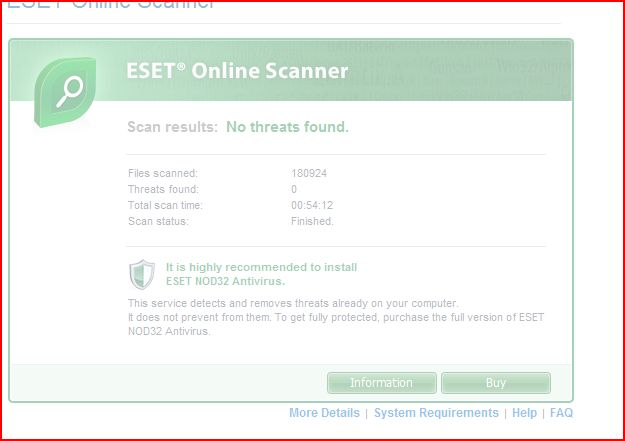 ESET Online Scanner
ESET® Online Scanner
Scan results: No threats found.
Files scanned: 180924
Threats found: 0
Total scan time: 00:54:12
Scan status: Finished.
It is highly recommended to install
ESET NOD32 Antivirus.
This service detects and removes threats already on your computer.
It does not prevent from them. To get fully protected, purchase the full version of ESET
NOD32 Antivirus.
Information Buy
More Details | System Requirements | Help | FAQ